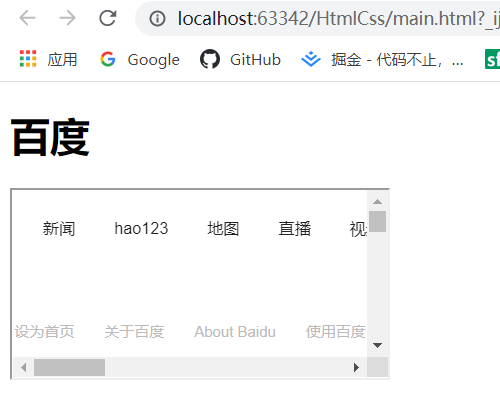 localhost:63342/HtmlCss/main.html?_ij
应用 Google GitHub 掘金 - 代码不止，... sf
百度
新闻 hao123 地图 直播 视
设为首页 关于百度 About Baidu 使用百度